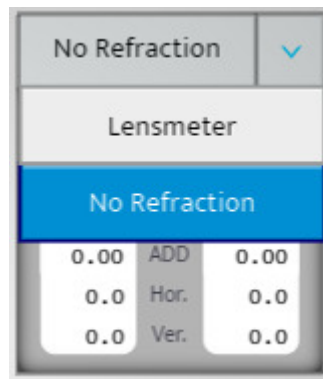 No Refraction
Lensmeter
No Refraction
0.00 ADD 0.00
0.0 Hor. 0.0
0.0 Ver. 0.0